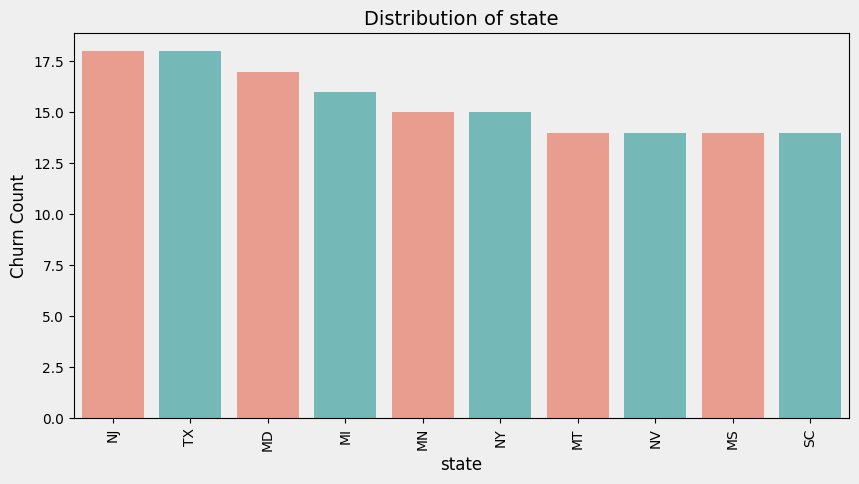 Distribution of state
Churn Count
17.5
15.0
12.5
10.0
7.5
5.0
2.5
0.0
NJ
TX
MD
MI
MN
NY
MT
NV
MS
SC
state